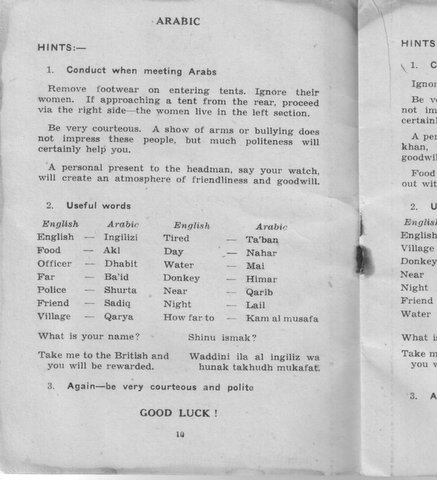 ARABIC
HINTS:—
1. Conduct when meeting Arabs
Remove footwear on entering tents. Ignore their
women. If approaching a tent from the rear, proceed
via the right side—the women live in the left section.
Be very courteous. A show of arms or bullying does
not impress these people, but much politeness will
certainly help you.
A personal present to the headman, say your watch,
will create an atmosphere of friendliness and goodwill.
2. Useful words
English Arabic English Arabic
English — Ingilizi Tired — Ta'ban
Food — Akl Day — Nahar
Officer — Dhabit Water — Mai
Far — Ba'id Donkey — Himar
Police — Shurta Near — Qarib
Friend — Sadiq Night — Lail
Village — Qarya How far to — Kam al musafa
What is your name? Shinu ismak?
Take me to the British and Waddini ila al ingiliz wa
you will be rewarded. hunak takhudh mukafat.
3. Again—be very courteous and polite
GOOD LUCK !
10
HINTS
1. C
Ignor
Be v
not im
certainl
A per
khan,
goodwil
Food
out wit
2. U
Englis
English
Village
Donkey
Near
Night
Friend
Water
What i
Take m
you w
3. A